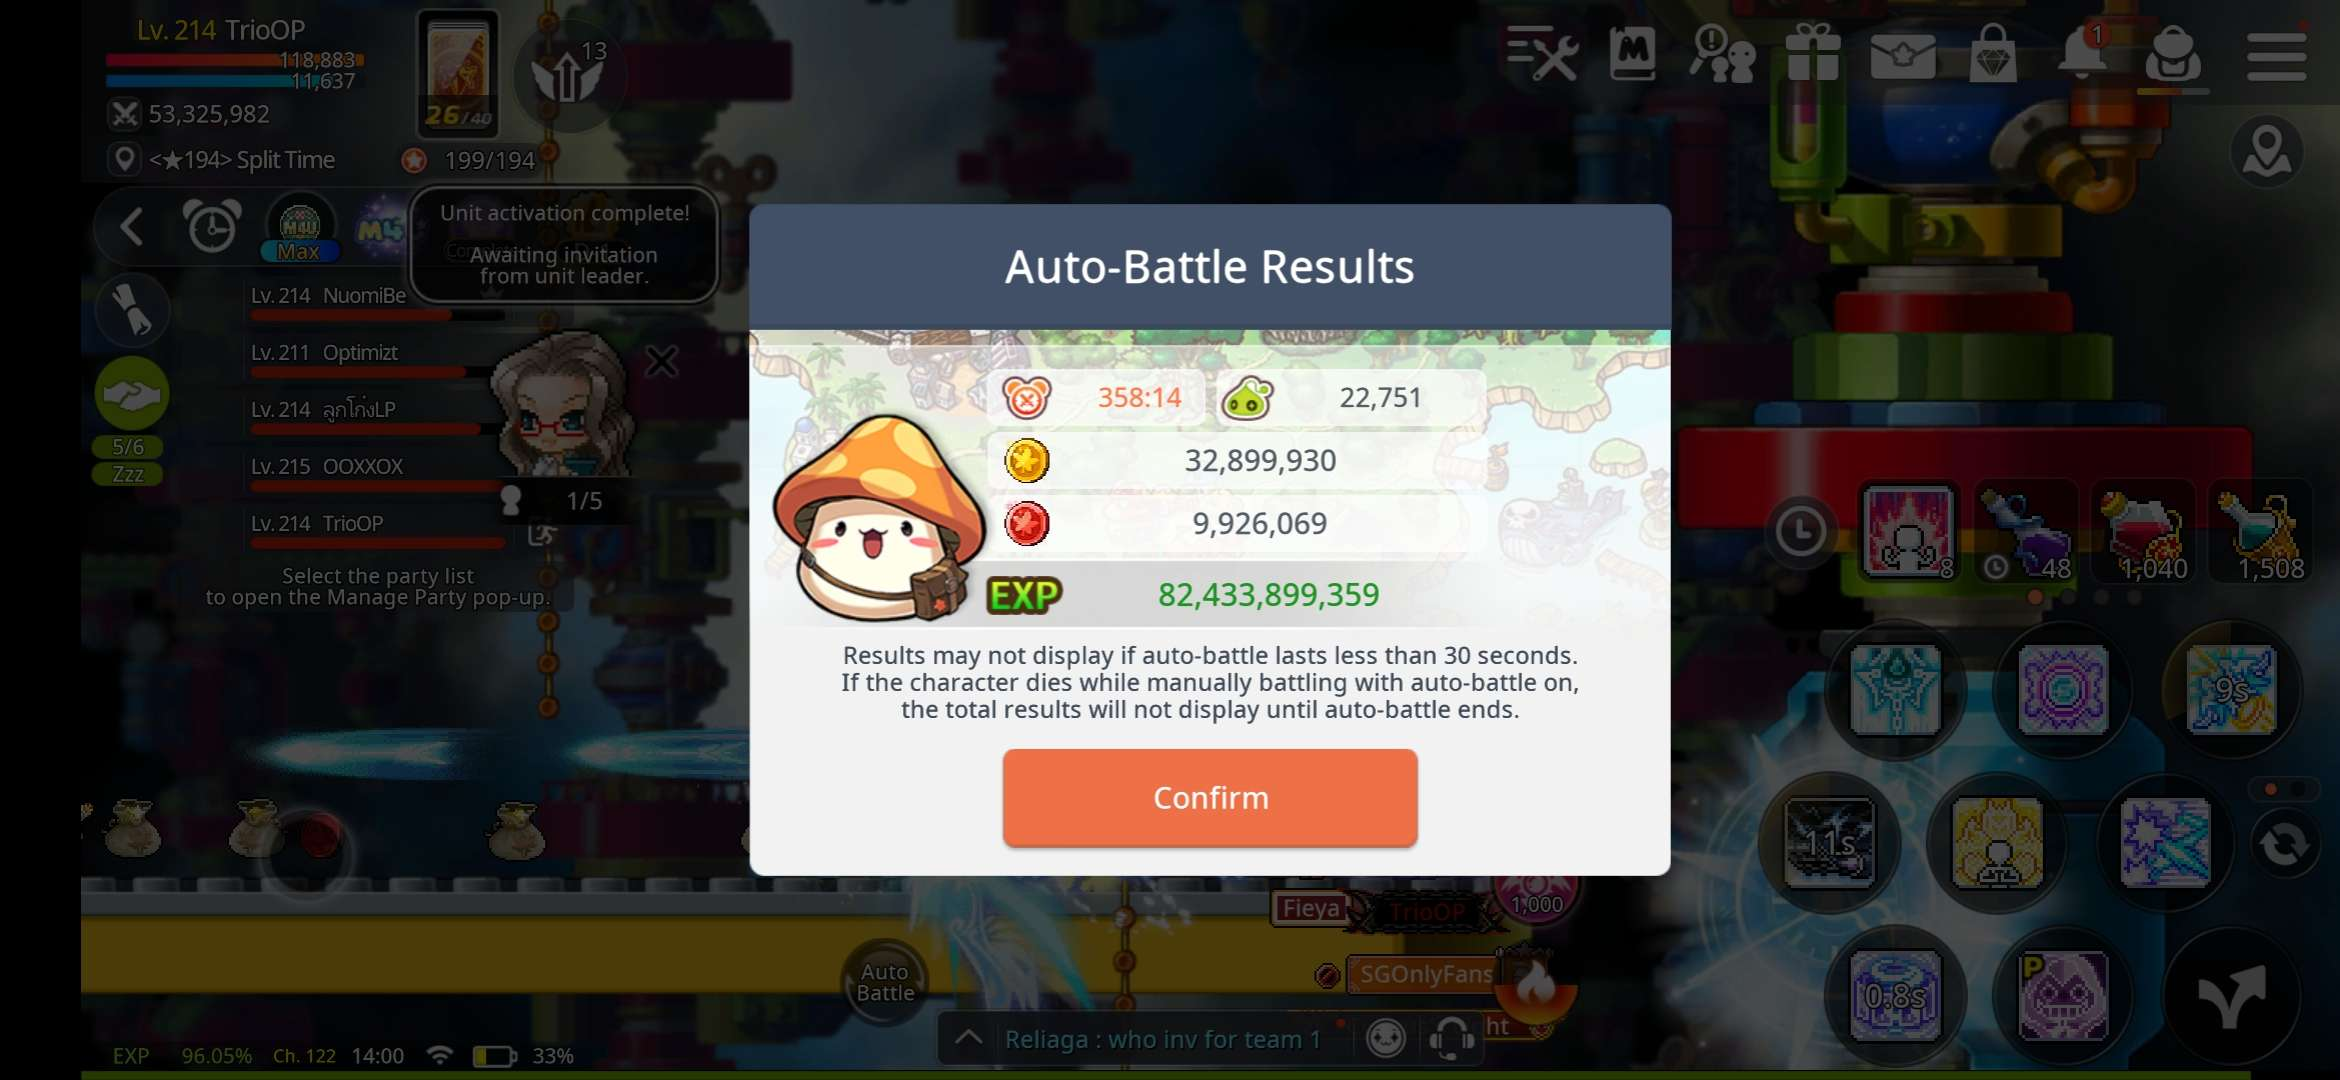 Lv. 214 TrioOP
118,883
11,637
53,325,982
26/40
13
<★194> Split Time
199/194
1
M4U
Max
M4
Unit activation complete!
Awaiting invitation
from unit leader.
Lv. 214 NuomiBe
Lv. 211 Optimizt
Lv. 214 ลูกโก่งLP
Lv. 215 OOXXOX
Lv. 214 TrioOP
5/6
Zzz
1/5
Select the party list
to open the Manage Party pop-up.
Auto-Battle Results
358:14
22,751
32,899,930
9,926,069
EXP
82,433,899,359
Results may not display if auto-battle lasts less than 30 seconds.
If the character dies while manually battling with auto-battle on,
the total results will not display until auto-battle ends.
Confirm
8
48
1,040
1,508
9s
11s
0.8s
P
Fieya
TrioOP
1,000
SGOnlyFans
ht
Auto
Battle
Reliaga : who inv for team 1
EXP 96.05% Ch. 122 14:00 33%